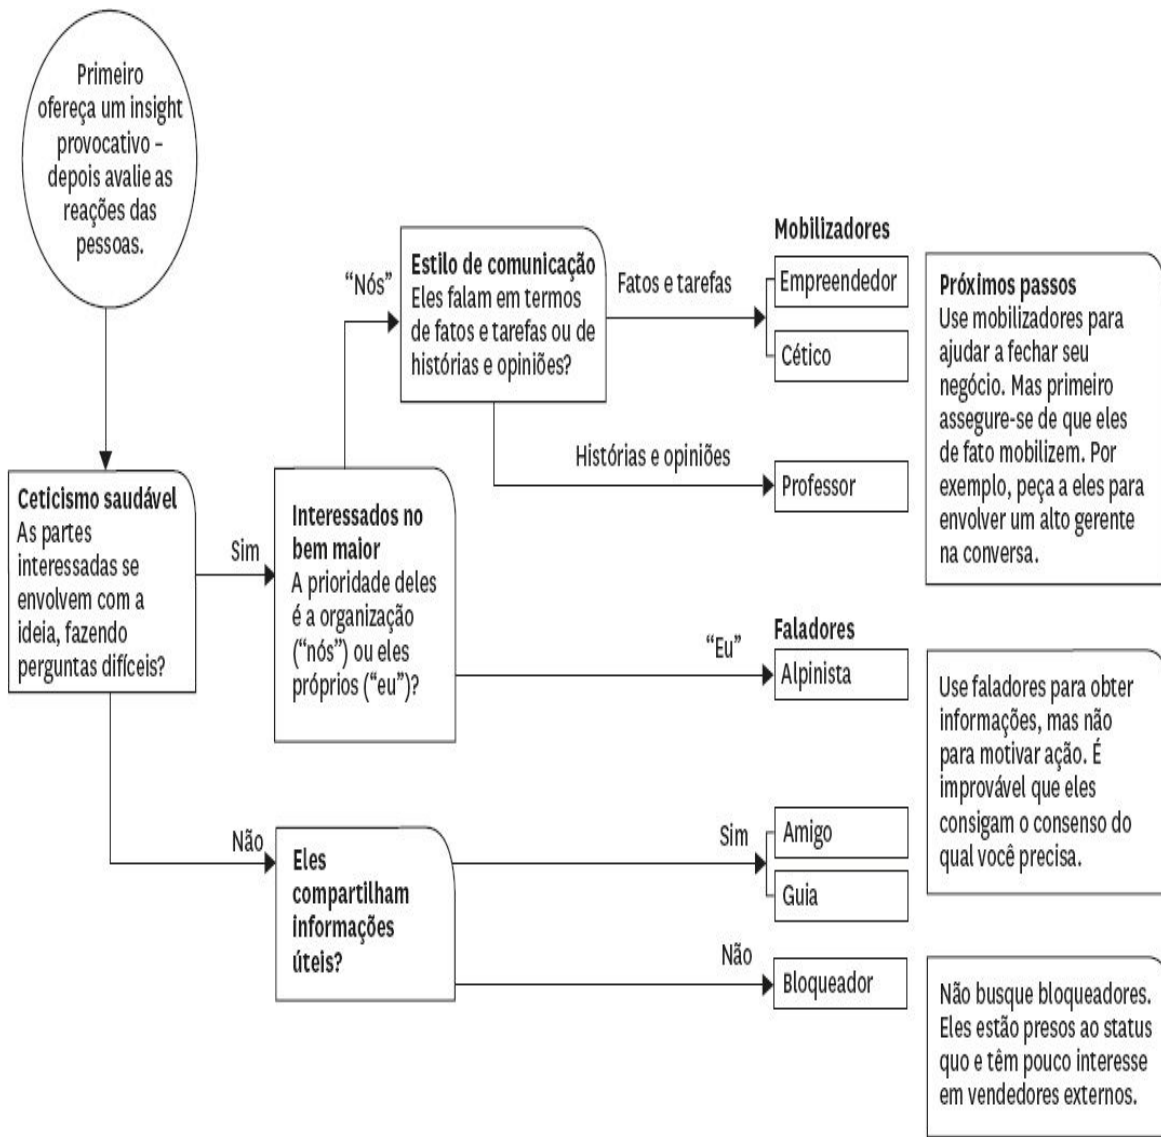 Primeiro
ofereça um insight
provocativo –
depois avalie as
reações das
pessoas.
Ceticismo saudável
As partes
interessadas se
envolvem com a
ideia, fazendo
perguntas difíceis?
Sim
Não
Interessados no
bem maior
A prioridade deles
é a organização
(“nós”) ou eles
próprios (“eu”)?
“Nós”
Estilo de comunicação
Eles falam em termos
de fatos e tarefas ou de
histórias e opiniões?
Fatos e tarefas
Histórias e opiniões
Mobilizadores
Empreendedor
Cético
Professor
Próximos passos
Use mobilizadores para
ajudar a fechar seu
negócio. Mas primeiro
assegure-se de que eles
de fato mobilizem. Por
exemplo, peça a eles para
envolver um alto gerente
na conversa.
“Eu”
Faladores
Alpinista
Use faladores para obter
informações, mas não
para motivar ação. É
improvável que eles
consigam o consenso do
qual você precisa.
Eles
compartilham
informações
úteis?
Sim
Amigo
Guia
Não
Bloqueador
Não busque bloqueadores.
Eles estão presos ao status
quo e têm pouco interesse
em vendedores externos.